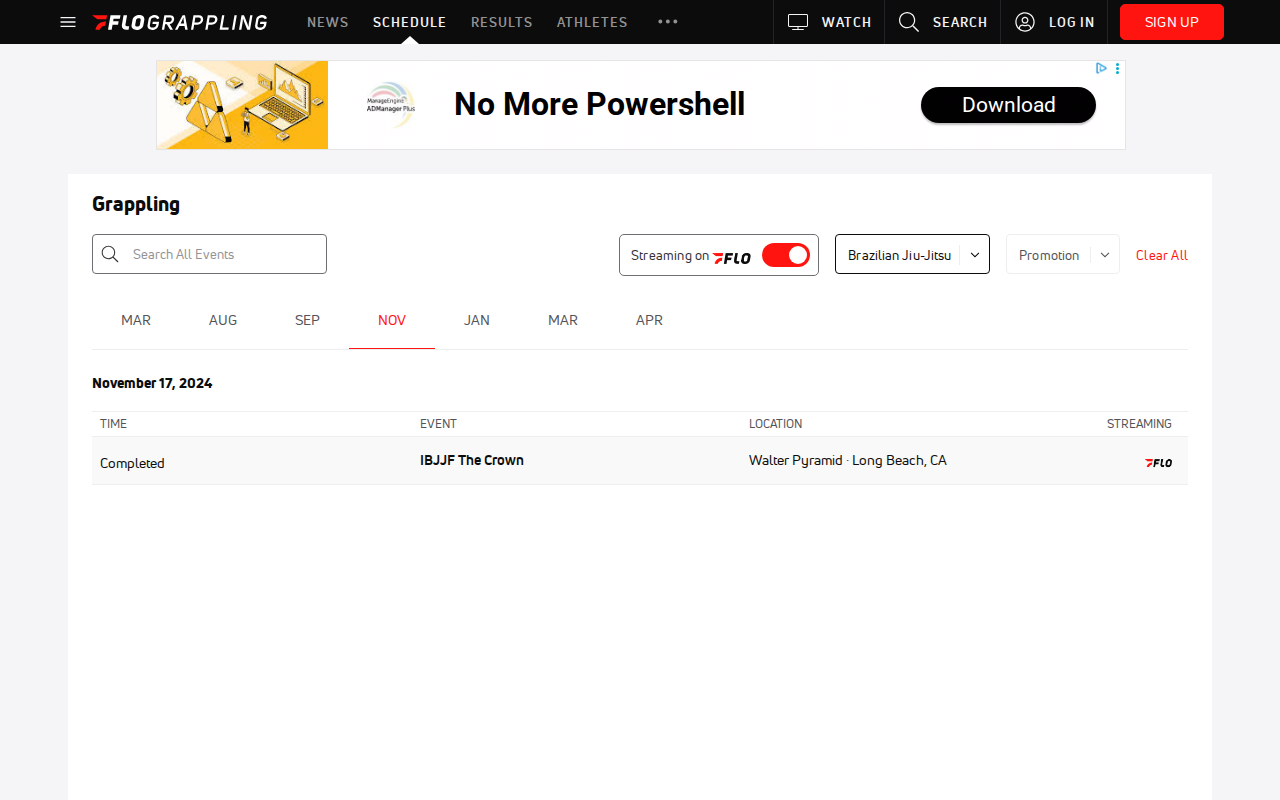 FLOGRAPPLING NEWS SCHEDULE RESULTS ATHLETES WATCH SEARCH LOG IN SIGN UP
ManageEngine
ADManager Plus
No More Powershell
Download
Grappling
Search All Events
Streaming on FLO
Brazilian Jiu-Jitsu
Promotion
Clear All
MAR AUG SEP NOV JAN MAR APR
November 17, 2024
TIME EVENT LOCATION STREAMING
Completed IBJJF The Crown Walter Pyramid · Long Beach, CA FLO